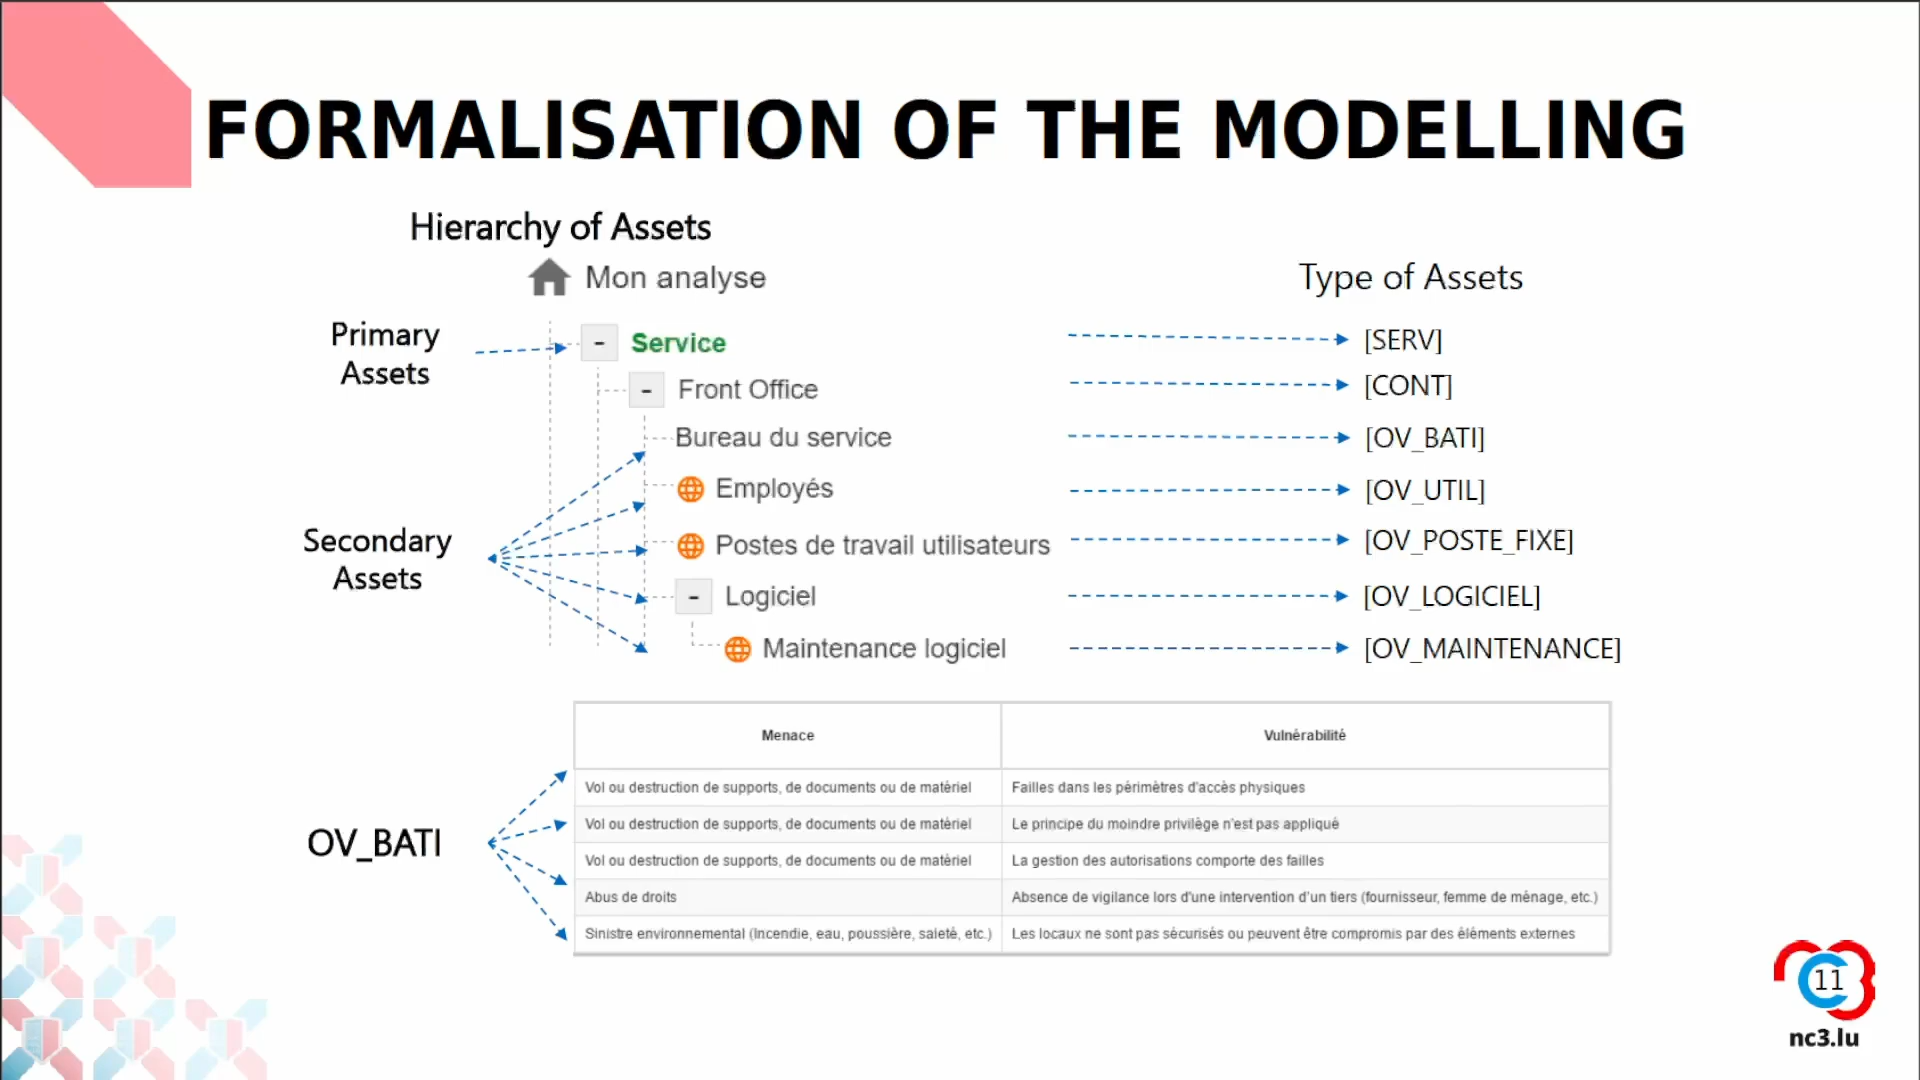 FORMALISATION OF THE MODELLING
Hierarchy of Assets
Mon analyse
Type of Assets
Primary
Assets
- Service
[SERV]
- Front Office
[CONT]
Bureau du service
[OV_BATI]
Employés
[OV_UTIL]
Secondary
Assets
Postes de travail utilisateurs
[OV_POSTE_FIXE]
- Logiciel
[OV_LOGICIEL]
Maintenance logiciel
[OV_MAINTENANCE]
Menace
Vulnérabilité
OV_BATI
Vol ou destruction de supports, de documents ou de matériel
Failles dans les périmètres d'accès physiques
Vol ou destruction de supports, de documents ou de matériel
Le principe du moindre privilège n'est pas appliqué
Vol ou destruction de supports, de documents ou de matériel
La gestion des autorisations comporte des failles
Abus de droits
Absence de vigilance lors d'une intervention d'un tiers (fournisseur, femme de ménage, etc.)
Sinistre environnemental (Incendie, eau, poussière, saleté, etc.)
Les locaux ne sont pas sécurisés ou peuvent être compromis par des éléments externes
11
nc3.lu